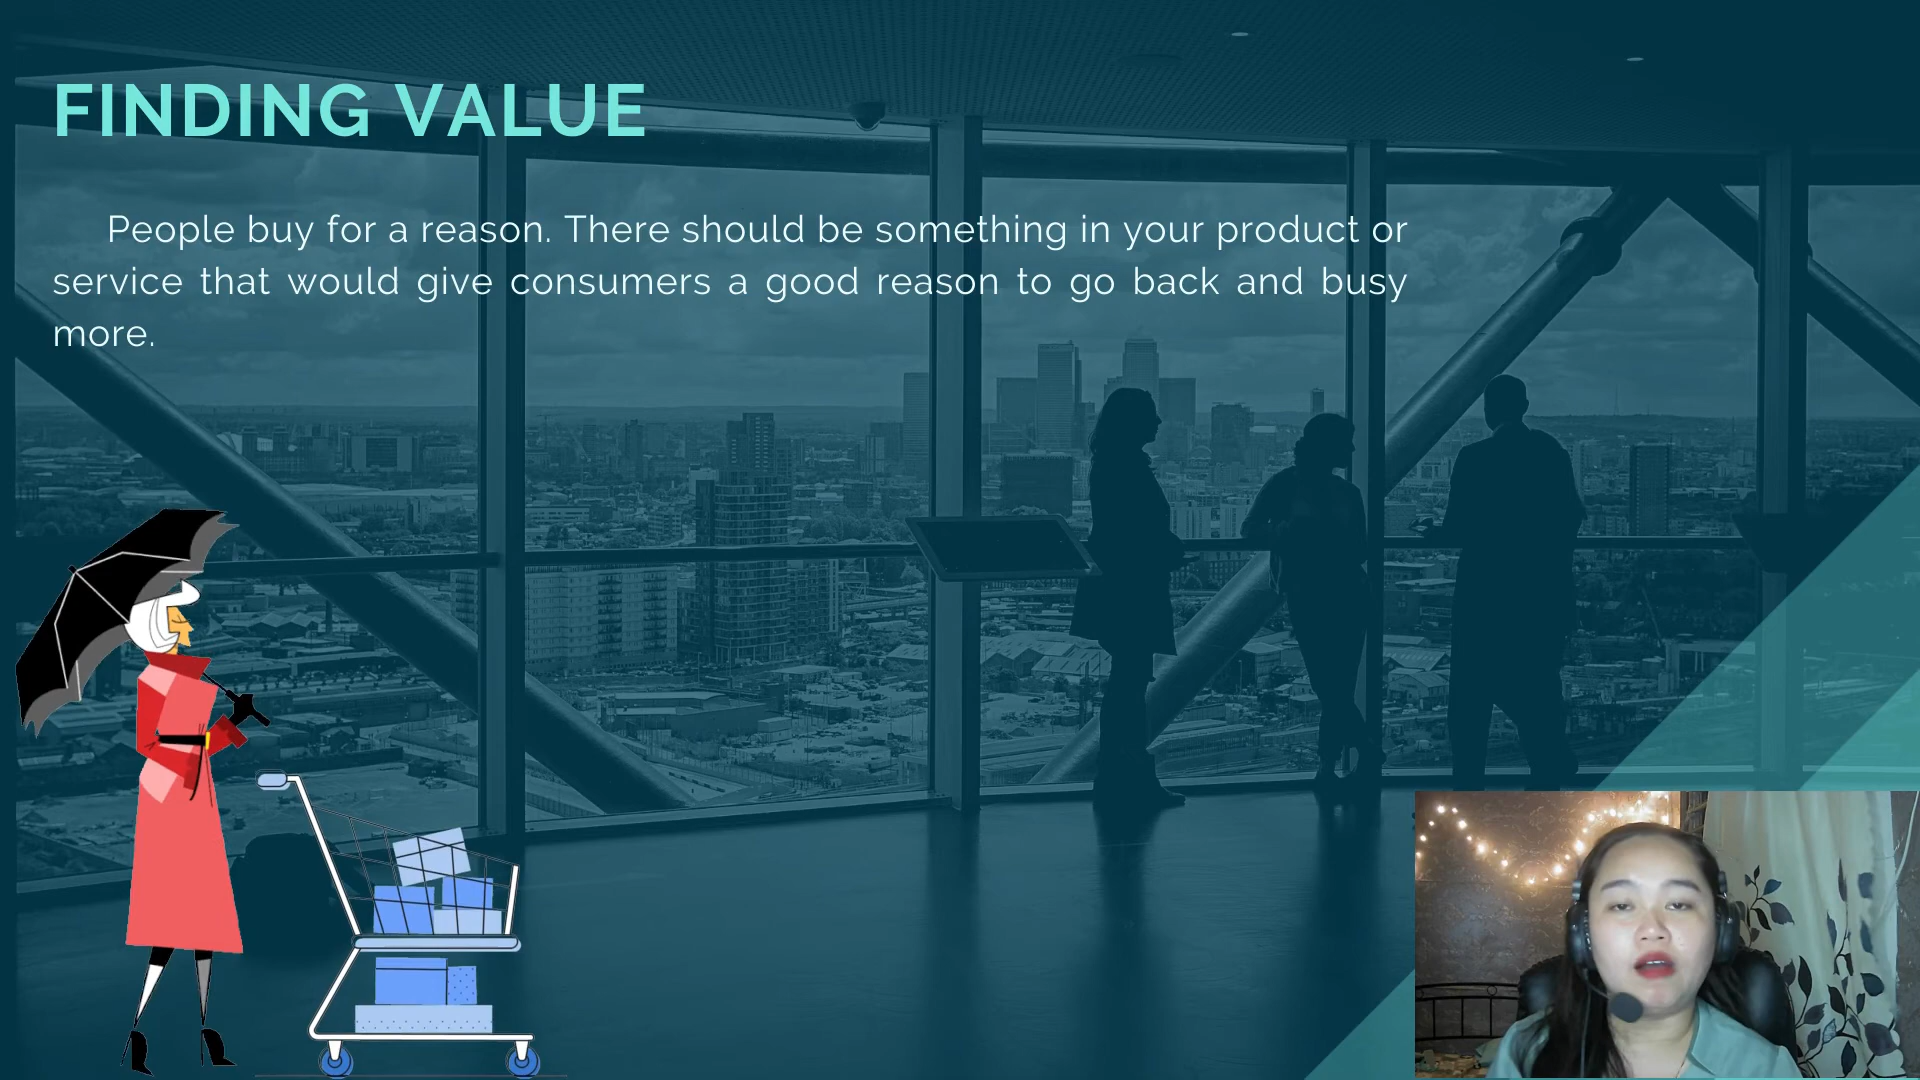 FINDING VALUE
People buy for a reason. There should be something in your product or
service that would give consumers a good reason to go back and busy
more.